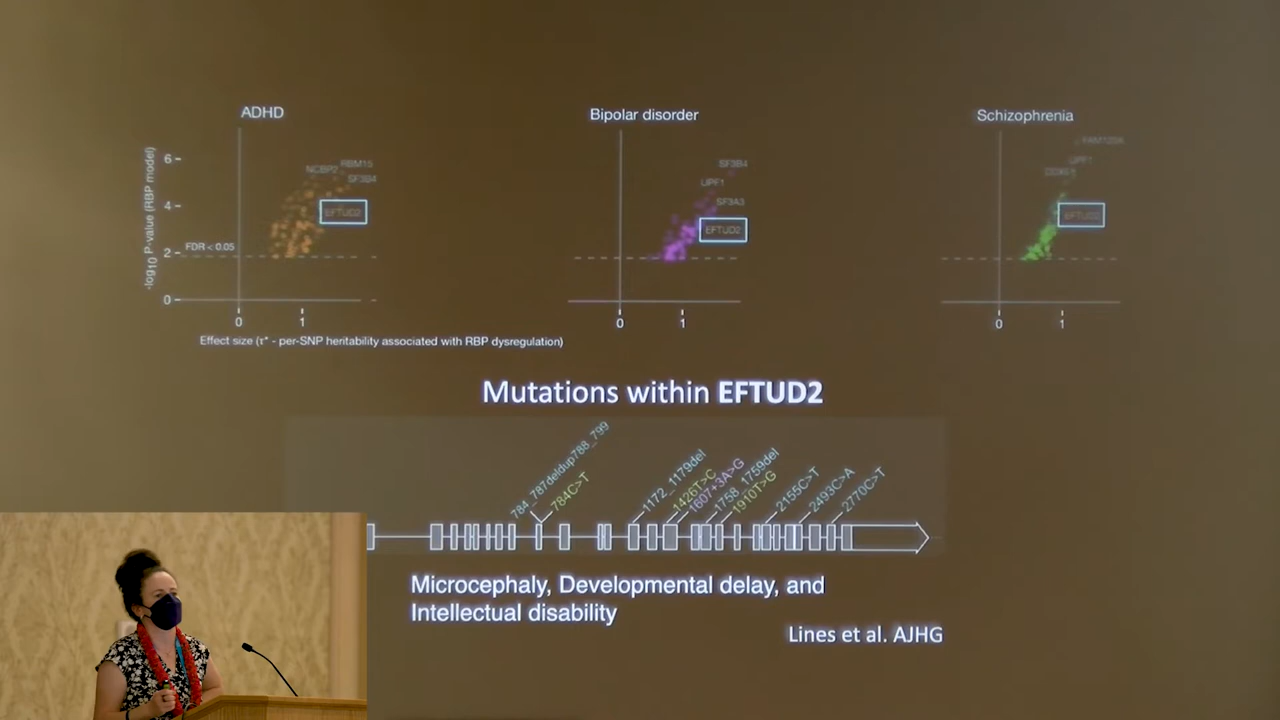 ADHD
Bipolar disorder
Schizophrenia
-log10 P-value (RBP model)
6
4
2
0
NCBP2
RBM15
SF3B4
EFTUD2
FDR < 0.05
0
1
SF3B4
UPF1
SF3A3
EFTUD2
0
1
UPF1
EFTUD2
0
1
Effect size (τ* - per-SNP heritability associated with RBP dysregulation)
Mutations within EFTUD2
784_787deldup788_799
784C>T
1172_1179del
1426T>C
1607+3A>G
1758_1759del
1910T>G
2155C>T
2493C>A
2770C>T
Microcephaly, Developmental delay, and
Intellectual disability
Lines et al. AJHG